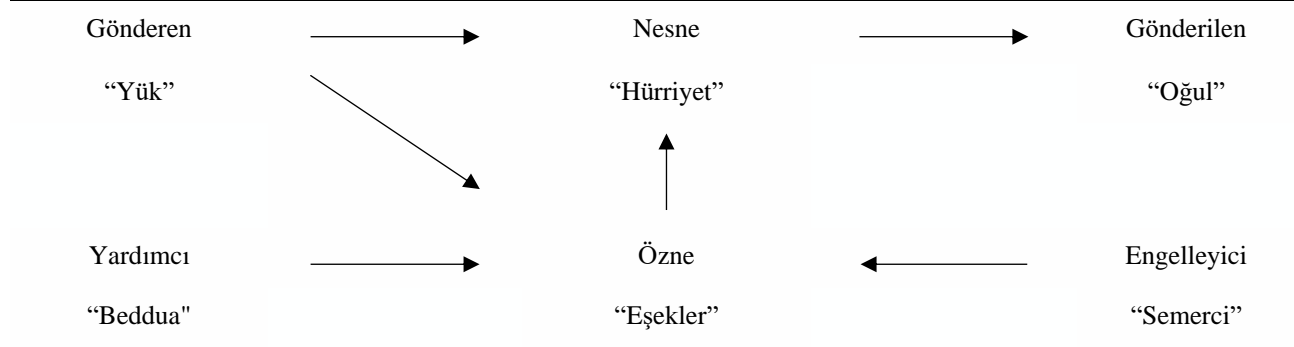 Gönderen Nesne Gönderilen
“Yük” “Hürriyet” “Oğul”
Yardımcı Özne Engelleyici
“Beddua" “Eşekler” “Semerci”